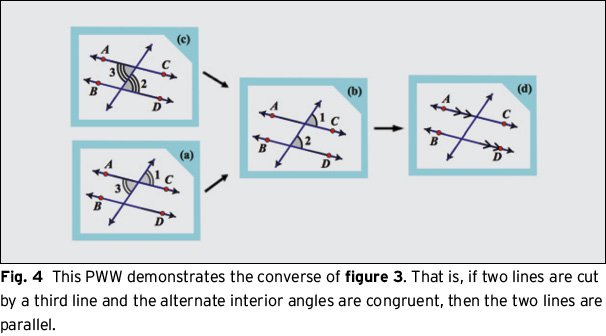 (c)
A
C
3
2
B
D
(a)
A
1
C
3
B
D
(b)
A
1
C
B
2
D
(d)
A
C
B
D
Fig. 4 This PWW demonstrates the converse of figure 3. That is, if two lines are cut
by a third line and the alternate interior angles are congruent, then the two lines are
parallel.